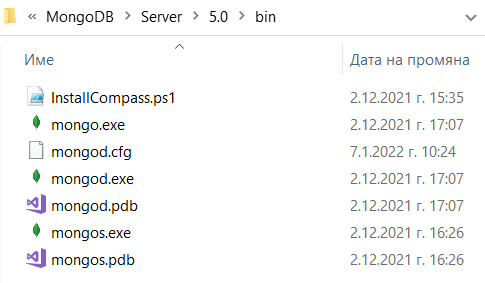 « MongoDB > Server > 5.0 > bin
Име Дата на промяна
InstallCompass.ps1 2.12.2021 г. 15:35
mongo.exe 2.12.2021 г. 17:07
mongod.cfg 7.1.2022 г. 10:24
mongod.exe 2.12.2021 г. 17:07
mongod.pdb 2.12.2021 г. 17:07
mongos.exe 2.12.2021 г. 16:26
mongos.pdb 2.12.2021 г. 16:26